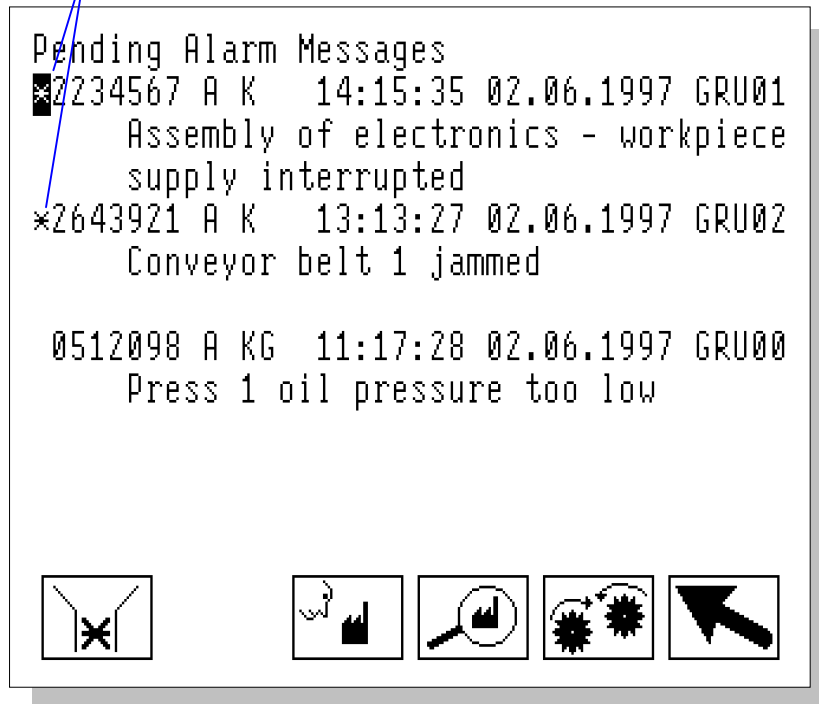 Pending Alarm Messages
*2234567 A K 14:15:35 02.06.1997 GRU01
Assembly of electronics - workpiece
supply interrupted
*2643921 A K 13:13:27 02.06.1997 GRU02
Conveyor belt 1 jammed
0512098 A KG 11:17:28 02.06.1997 GRU00
Press 1 oil pressure too low